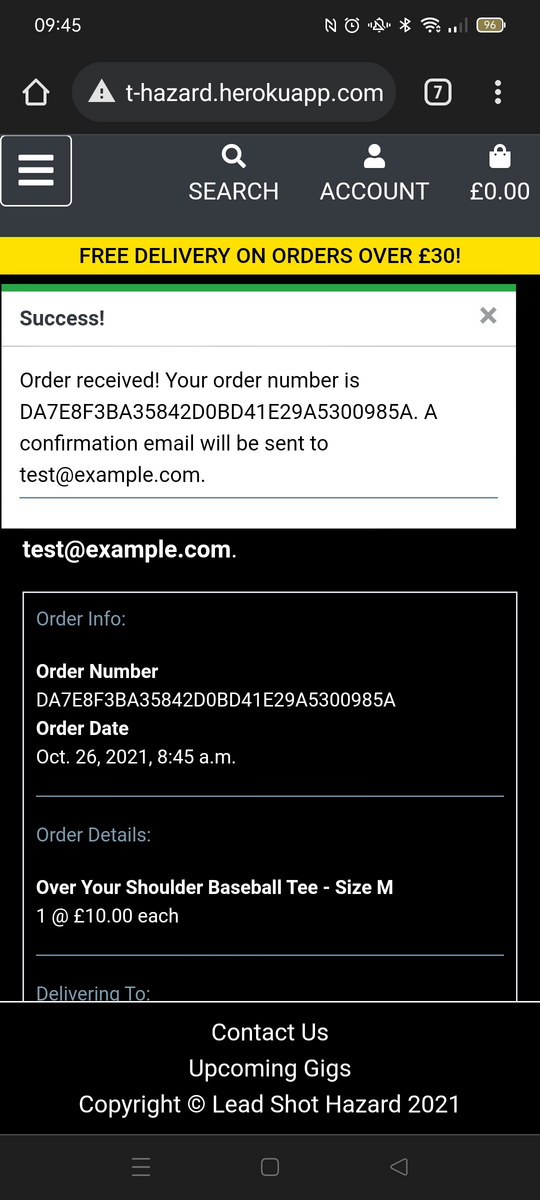 09:45
96
t-hazard.herokuapp.com
7
SEARCH
ACCOUNT
£0.00
FREE DELIVERY ON ORDERS OVER £30!
Success!
×
Order received! Your order number is
DA7E8F3BA35842D0BD41E29A5300985A. A
confirmation email will be sent to
test@example.com.
test@example.com.
Order Info:
Order Number
DA7E8F3BA35842D0BD41E29A5300985A
Order Date
Oct. 26, 2021, 8:45 a.m.
Order Details:
Over Your Shoulder Baseball Tee - Size M
1 @ £10.00 each
Delivering To:
Contact Us
Upcoming Gigs
Copyright © Lead Shot Hazard 2021